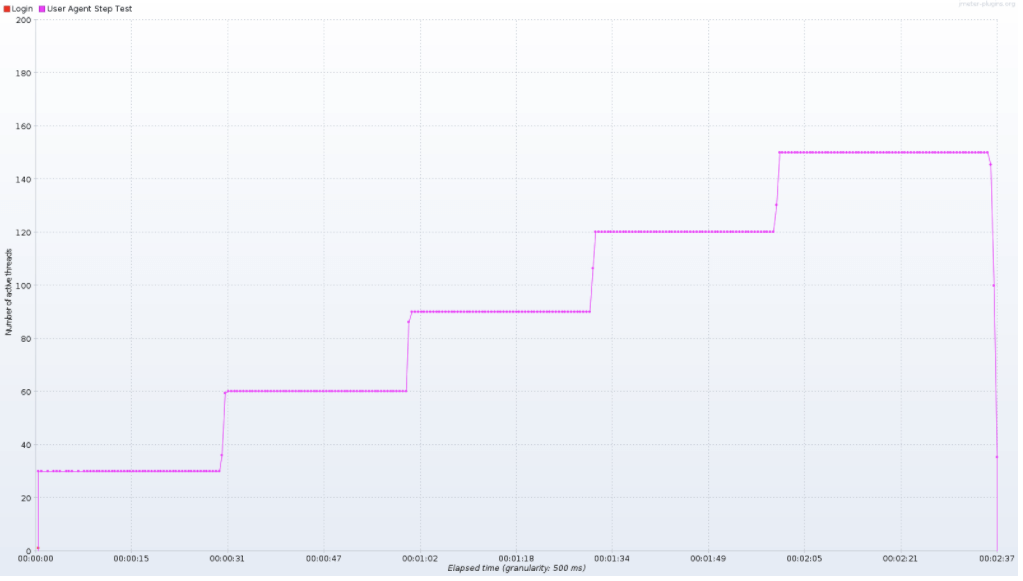 jmeter-plugins.org
Login User Agent Step Test
200
180
160
140
120
100
80
60
40
20
0
Number of active threads
00:00:00 00:00:15 00:00:31 00:00:47 00:01:02 00:01:18 00:01:34 00:01:49 00:02:05 00:02:21 00:02:37
Elapsed time (granularity: 500 ms)